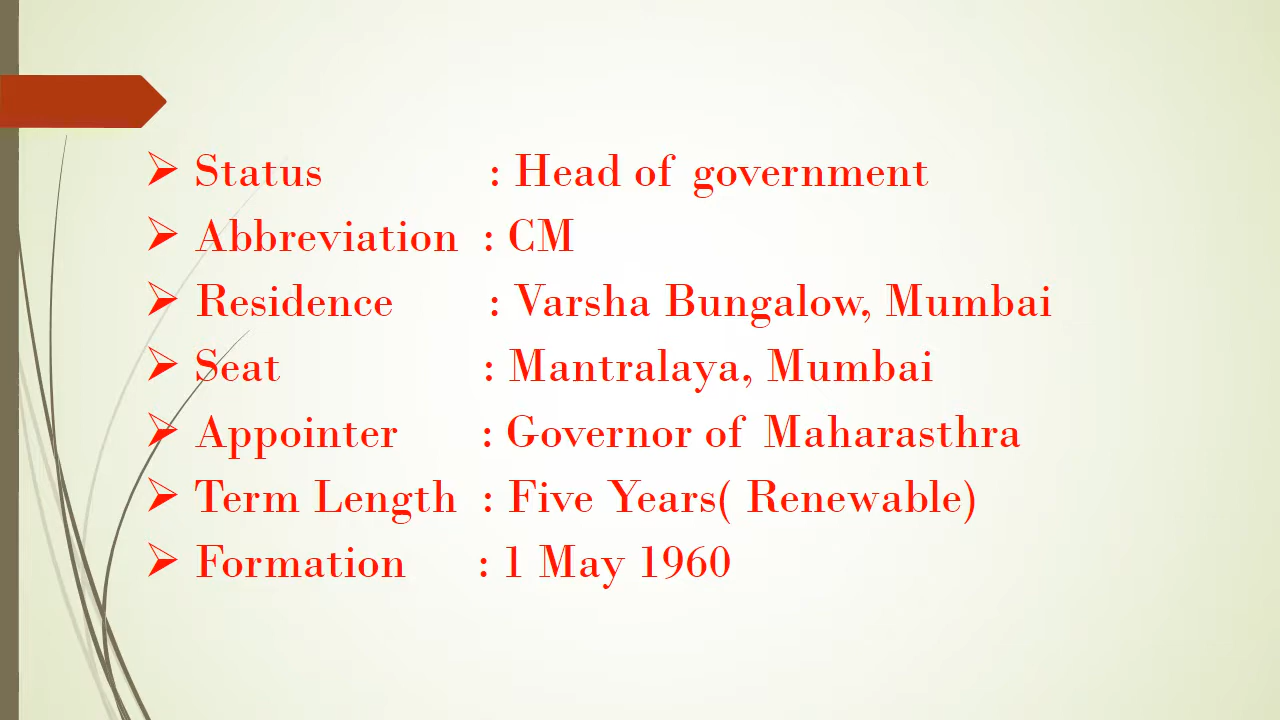 ➢ Status : Head of government
➢ Abbreviation : CM
➢ Residence : Varsha Bungalow, Mumbai
➢ Seat : Mantralaya, Mumbai
➢ Appointer : Governor of Maharasthra
➢ Term Length : Five Years( Renewable)
➢ Formation : 1 May 1960